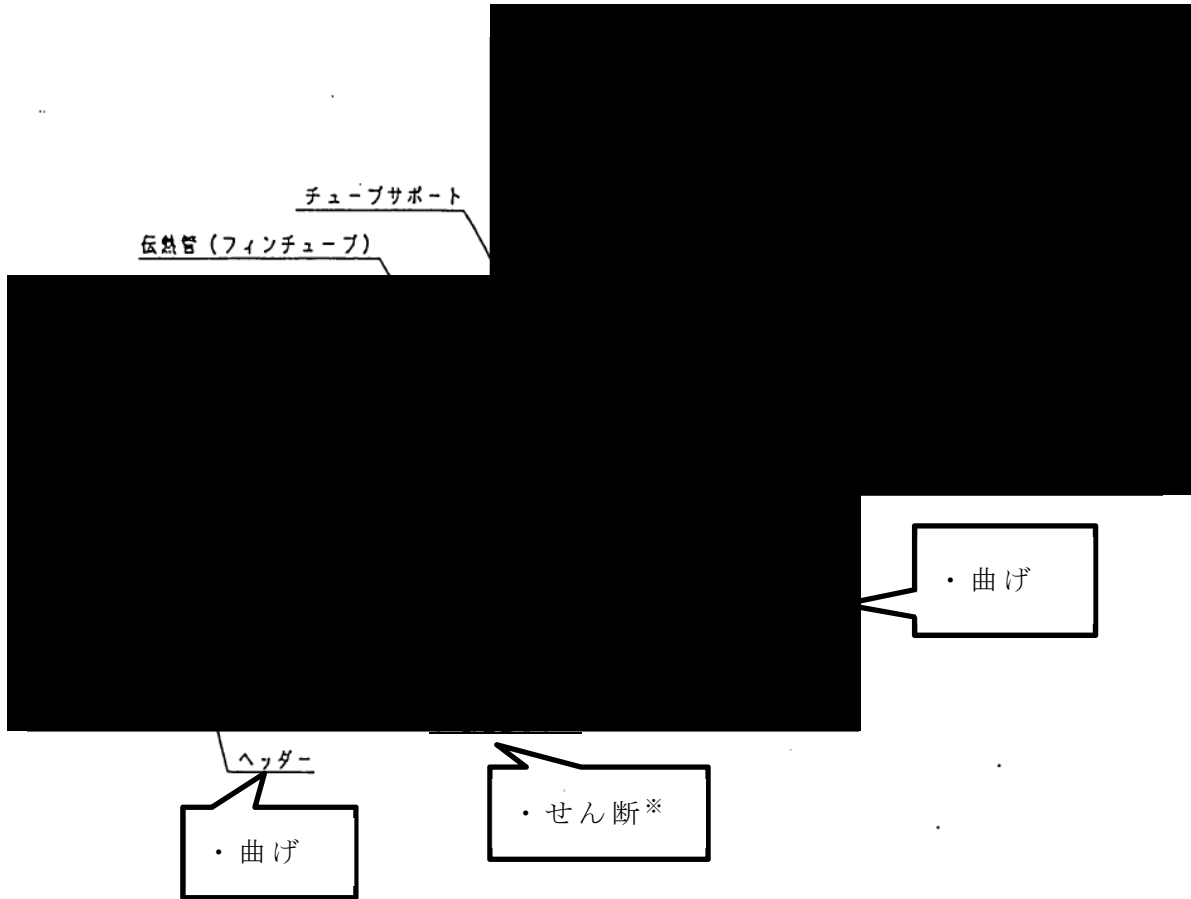 チューブサポート
伝熱管(フィンチューブ)
・曲げ
ヘッダー
・せん断※
・曲げ